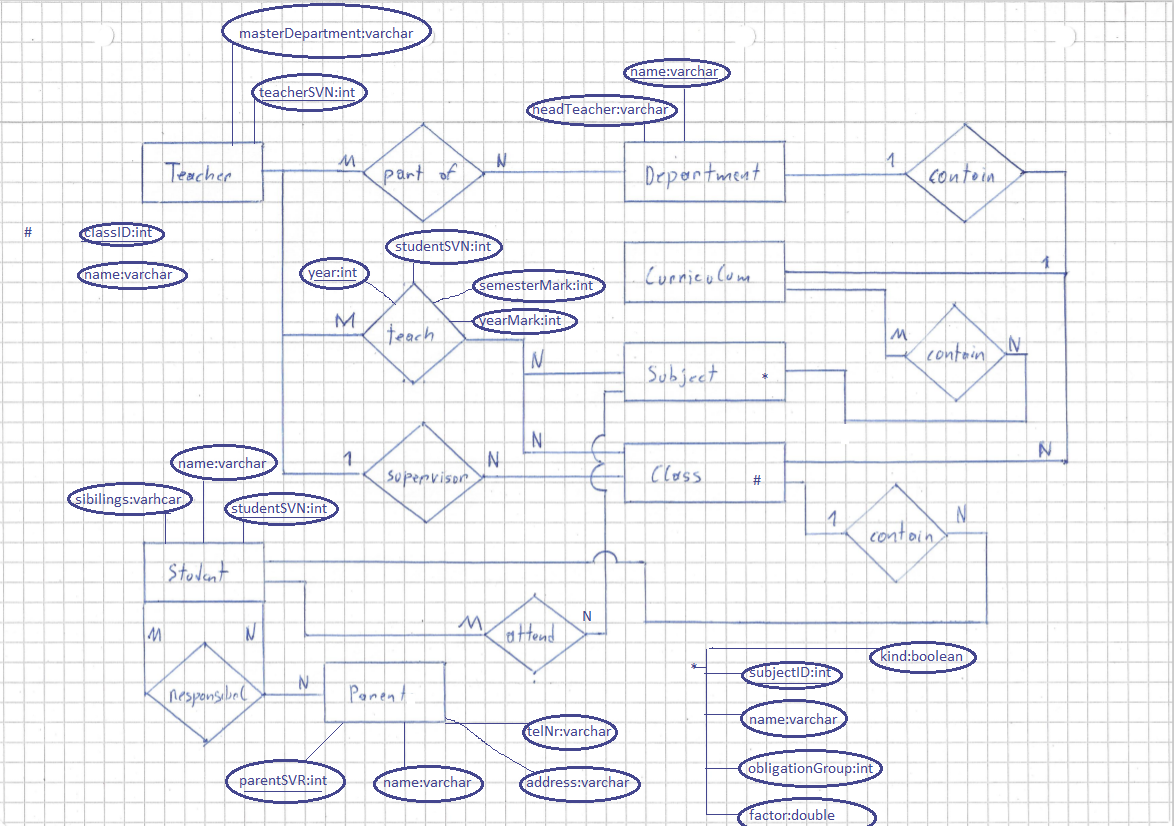 masterDepartment:varchar
name:varchar
teacherSVN:int
neadTeacher:varchar
M
N
1
Teacher
part of
Department
contain
#
classID:int
studentSVN:int
name:varchar
year:int
semesterMark:int
Curriculum
1
M
yearMark:int
teach
M
N
contain
N
Subject
*
N
N
name:varchar
1
N
supervisor
Class
#
sibilings:varhcar
studentSVN:int
1
N
contain
Student
M
N
M
attend
N
kind:boolean
*
subjectID:int
responsibel
N
Parent
name:varchar
telNr:varchar
obligationGroup:int
parentSVR:int
name:varchar
address:varchar
factor:double